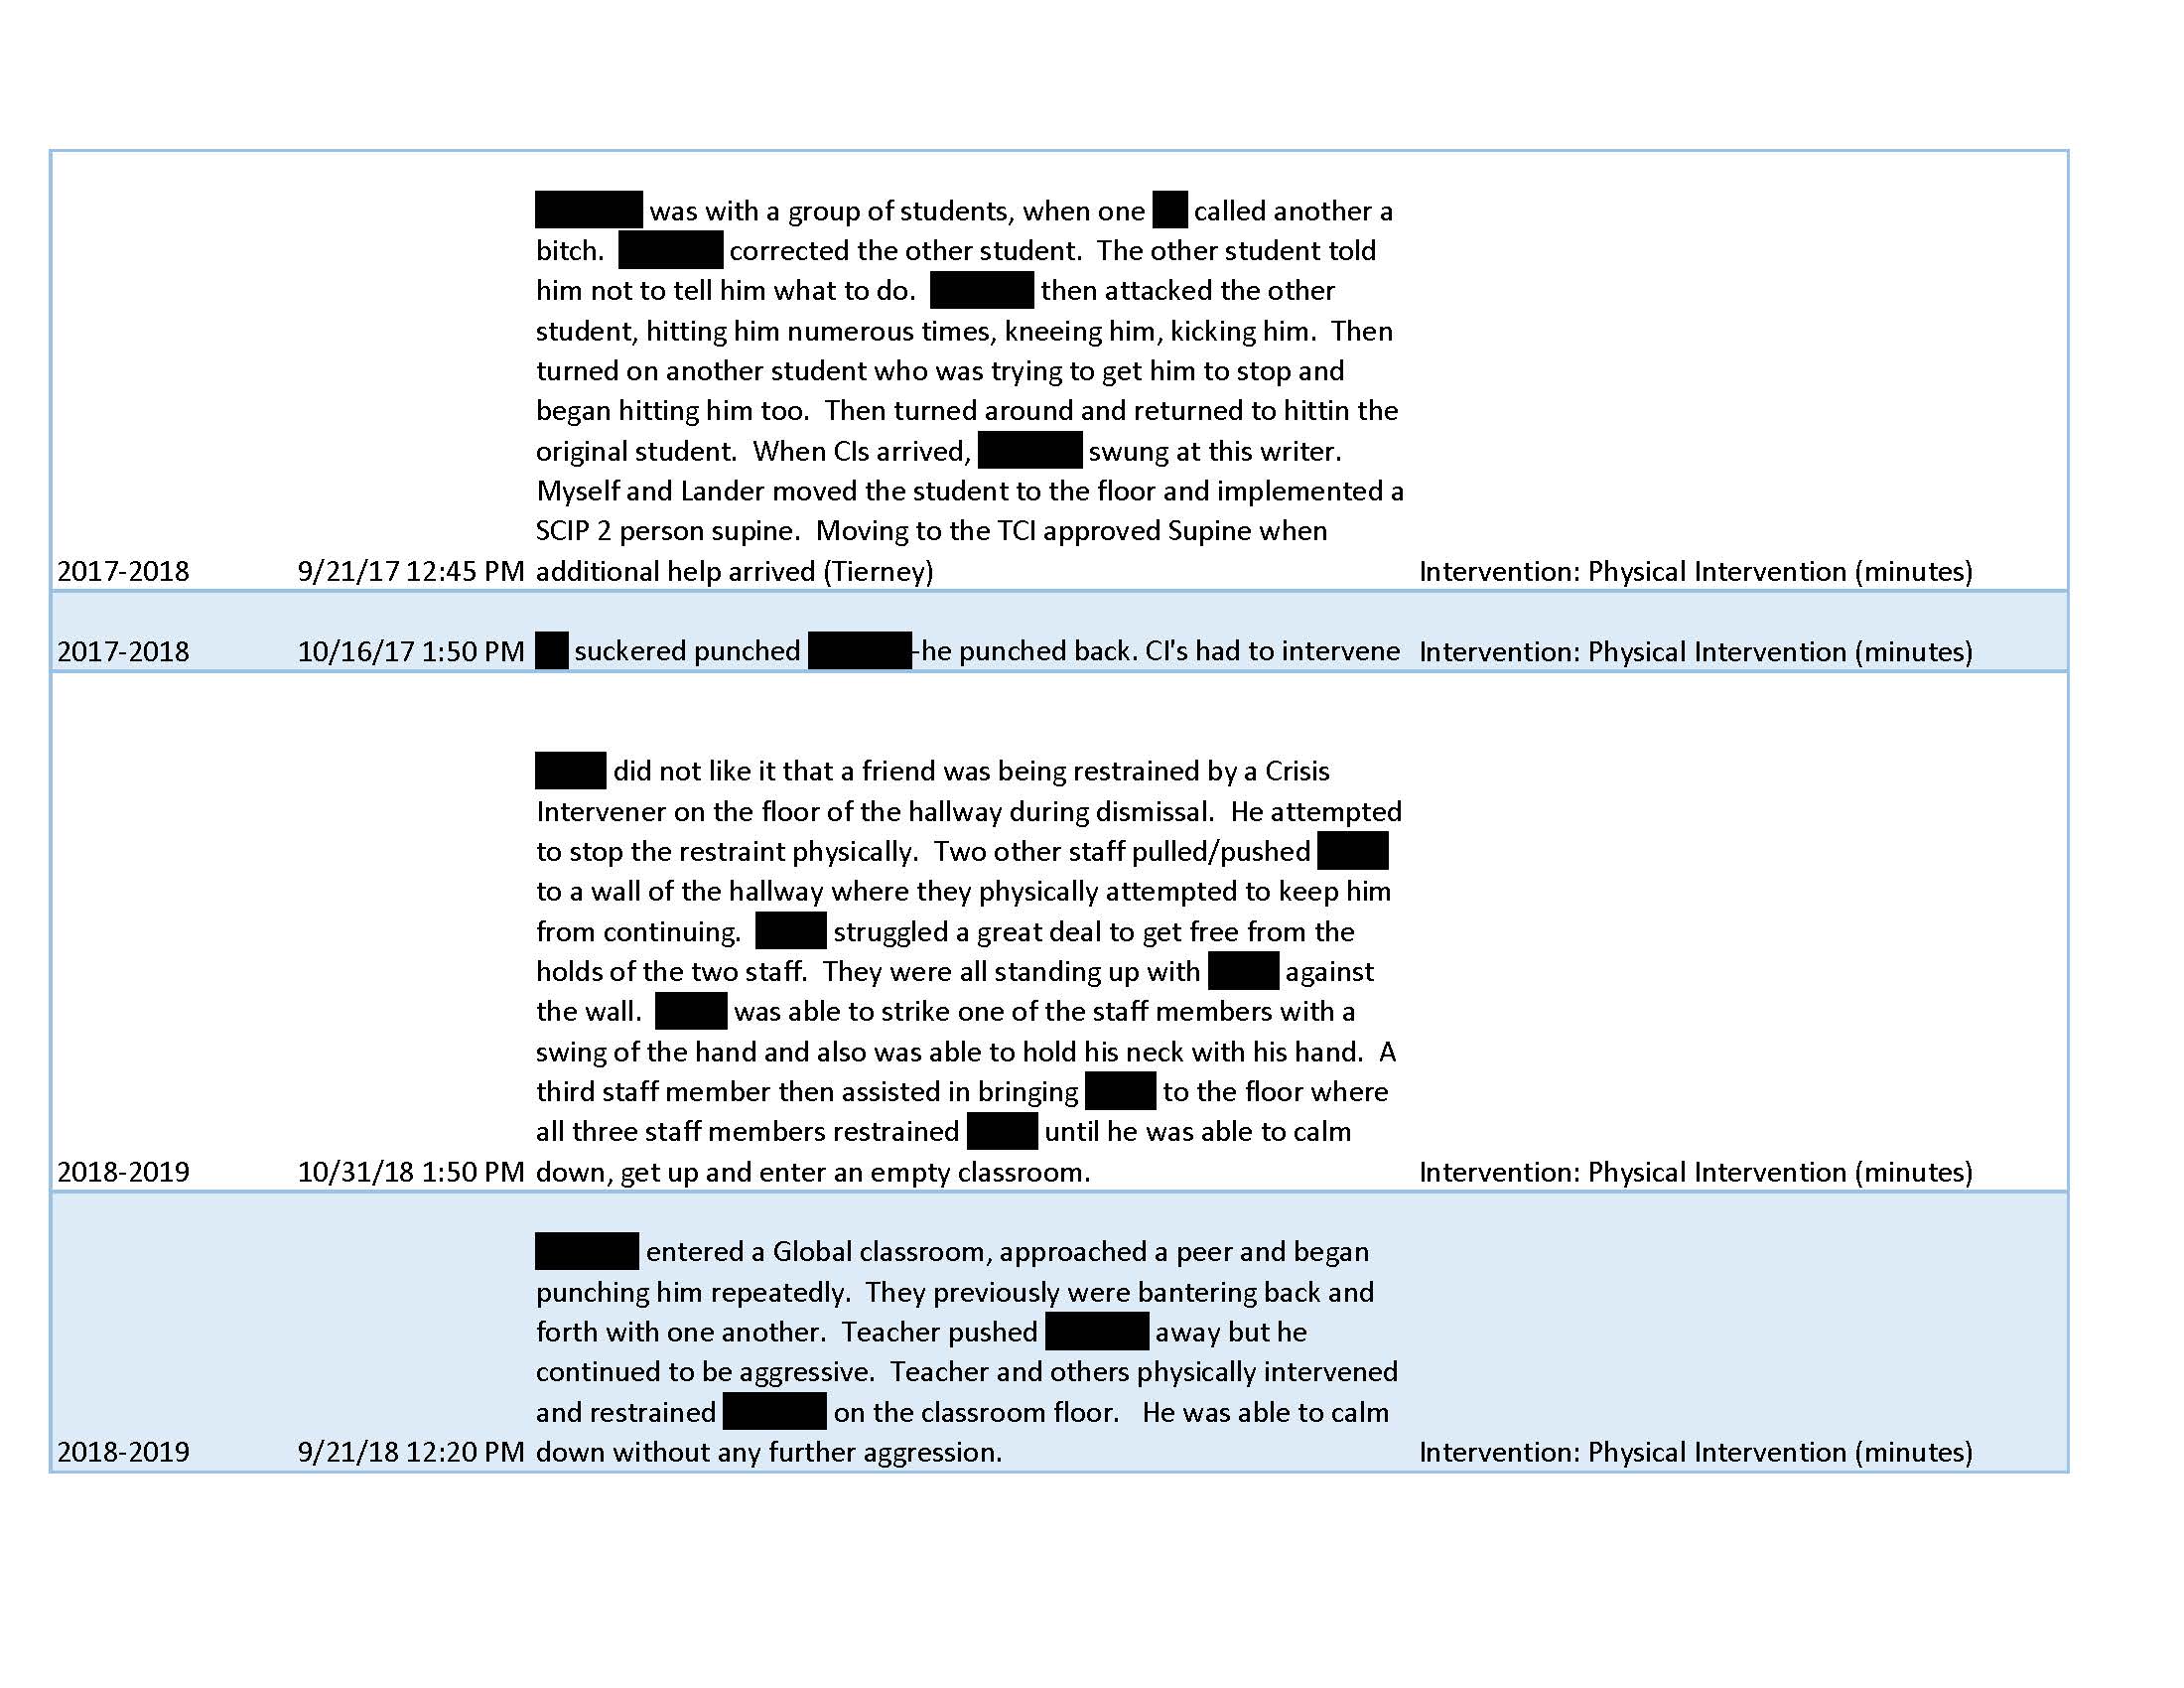 was with a group of students, when one called another a
bitch. corrected the other student. The other student told
him not to tell him what to do. then attacked the other
student, hitting him numerous times, kneeing him, kicking him. Then
turned on another student who was trying to get him to stop and
began hitting him too. Then turned around and returned to hittin the
original student. When CIs arrived, swung at this writer.
Myself and Lander moved the student to the floor and implemented a
SCIP 2 person supine. Moving to the TCI approved Supine when
2017-2018 9/21/17 12:45 PM additional help arrived (Tierney) Intervention: Physical Intervention (minutes)
2017-2018 10/16/17 1:50 PM suckered punched -he punched back. CI's had to intervene Intervention: Physical Intervention (minutes)
did not like it that a friend was being restrained by a Crisis
Intervener on the floor of the hallway during dismissal. He attempted
to stop the restraint physically. Two other staff pulled/pushed
to a wall of the hallway where they physically attempted to keep him
from continuing. struggled a great deal to get free from the
holds of the two staff. They were all standing up with against
the wall. was able to strike one of the staff members with a
swing of the hand and also was able to hold his neck with his hand. A
third staff member then assisted in bringing to the floor where
all three staff members restrained until he was able to calm
2018-2019 10/31/18 1:50 PM down, get up and enter an empty classroom. Intervention: Physical Intervention (minutes)
entered a Global classroom, approached a peer and began
punching him repeatedly. They previously were bantering back and
forth with one another. Teacher pushed away but he
continued to be aggressive. Teacher and others physically intervened
and restrained on the classroom floor. He was able to calm
2018-2019 9/21/18 12:20 PM down without any further aggression. Intervention: Physical Intervention (minutes)